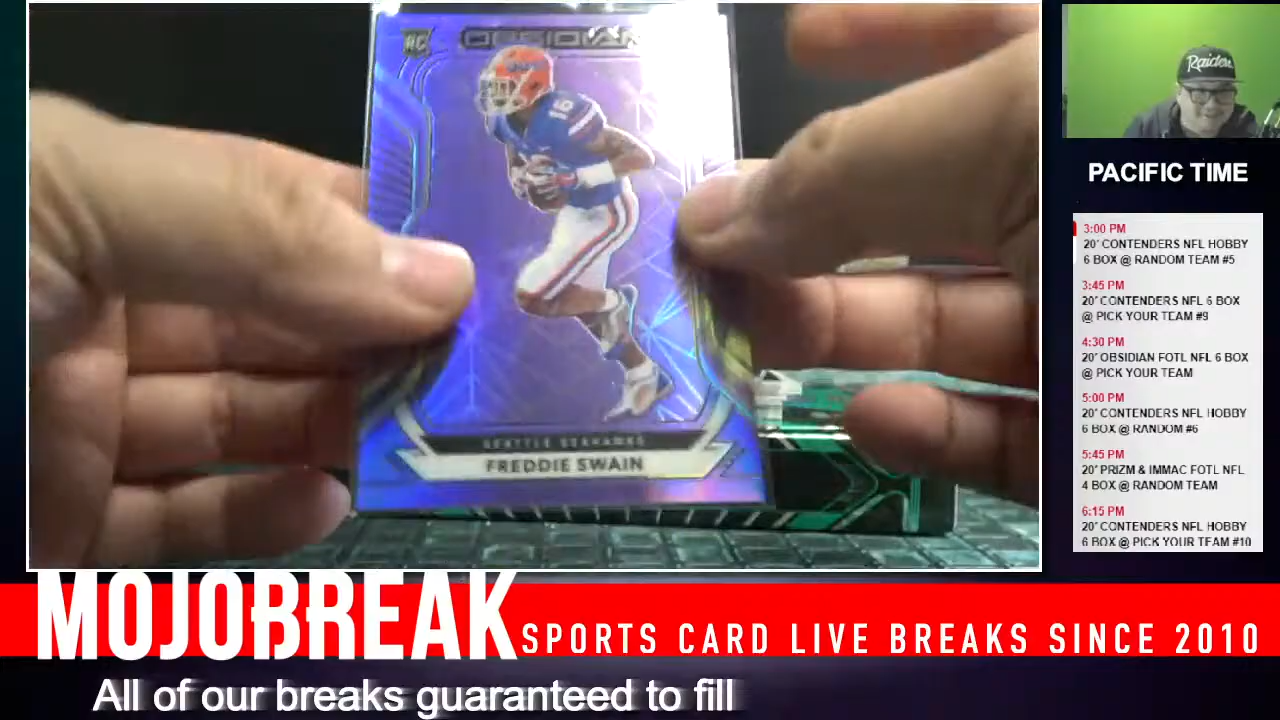 RC
OBSIDIAN
16
SEATTLE SEAHAWKS
FREDDIE SWAIN
Raiders
PACIFIC TIME
3:00 PM
20' CONTENDERS NFL HOBBY
6 BOX @ RANDOM TEAM #5
3:45 PM
20' CONTENDERS NFL 6 BOX
@ PICK YOUR TEAM #9
4:30 PM
20' OBSIDIAN FOTL NFL 6 BOX
@ PICK YOUR TEAM
5:00 PM
20' CONTENDERS NFL HOBBY
6 BOX @ RANDOM #6
5:45 PM
20' PRIZM & IMMAC FOTL NFL
4 BOX @ RANDOM TEAM
6:15 PM
20' CONTENDERS NFL HOBBY
6 BOX @ PICK YOUR TEAM #10
MOJOBREAK
SPORTS CARD LIVE BREAKS SINCE 2010
All of our breaks guaranteed to fill